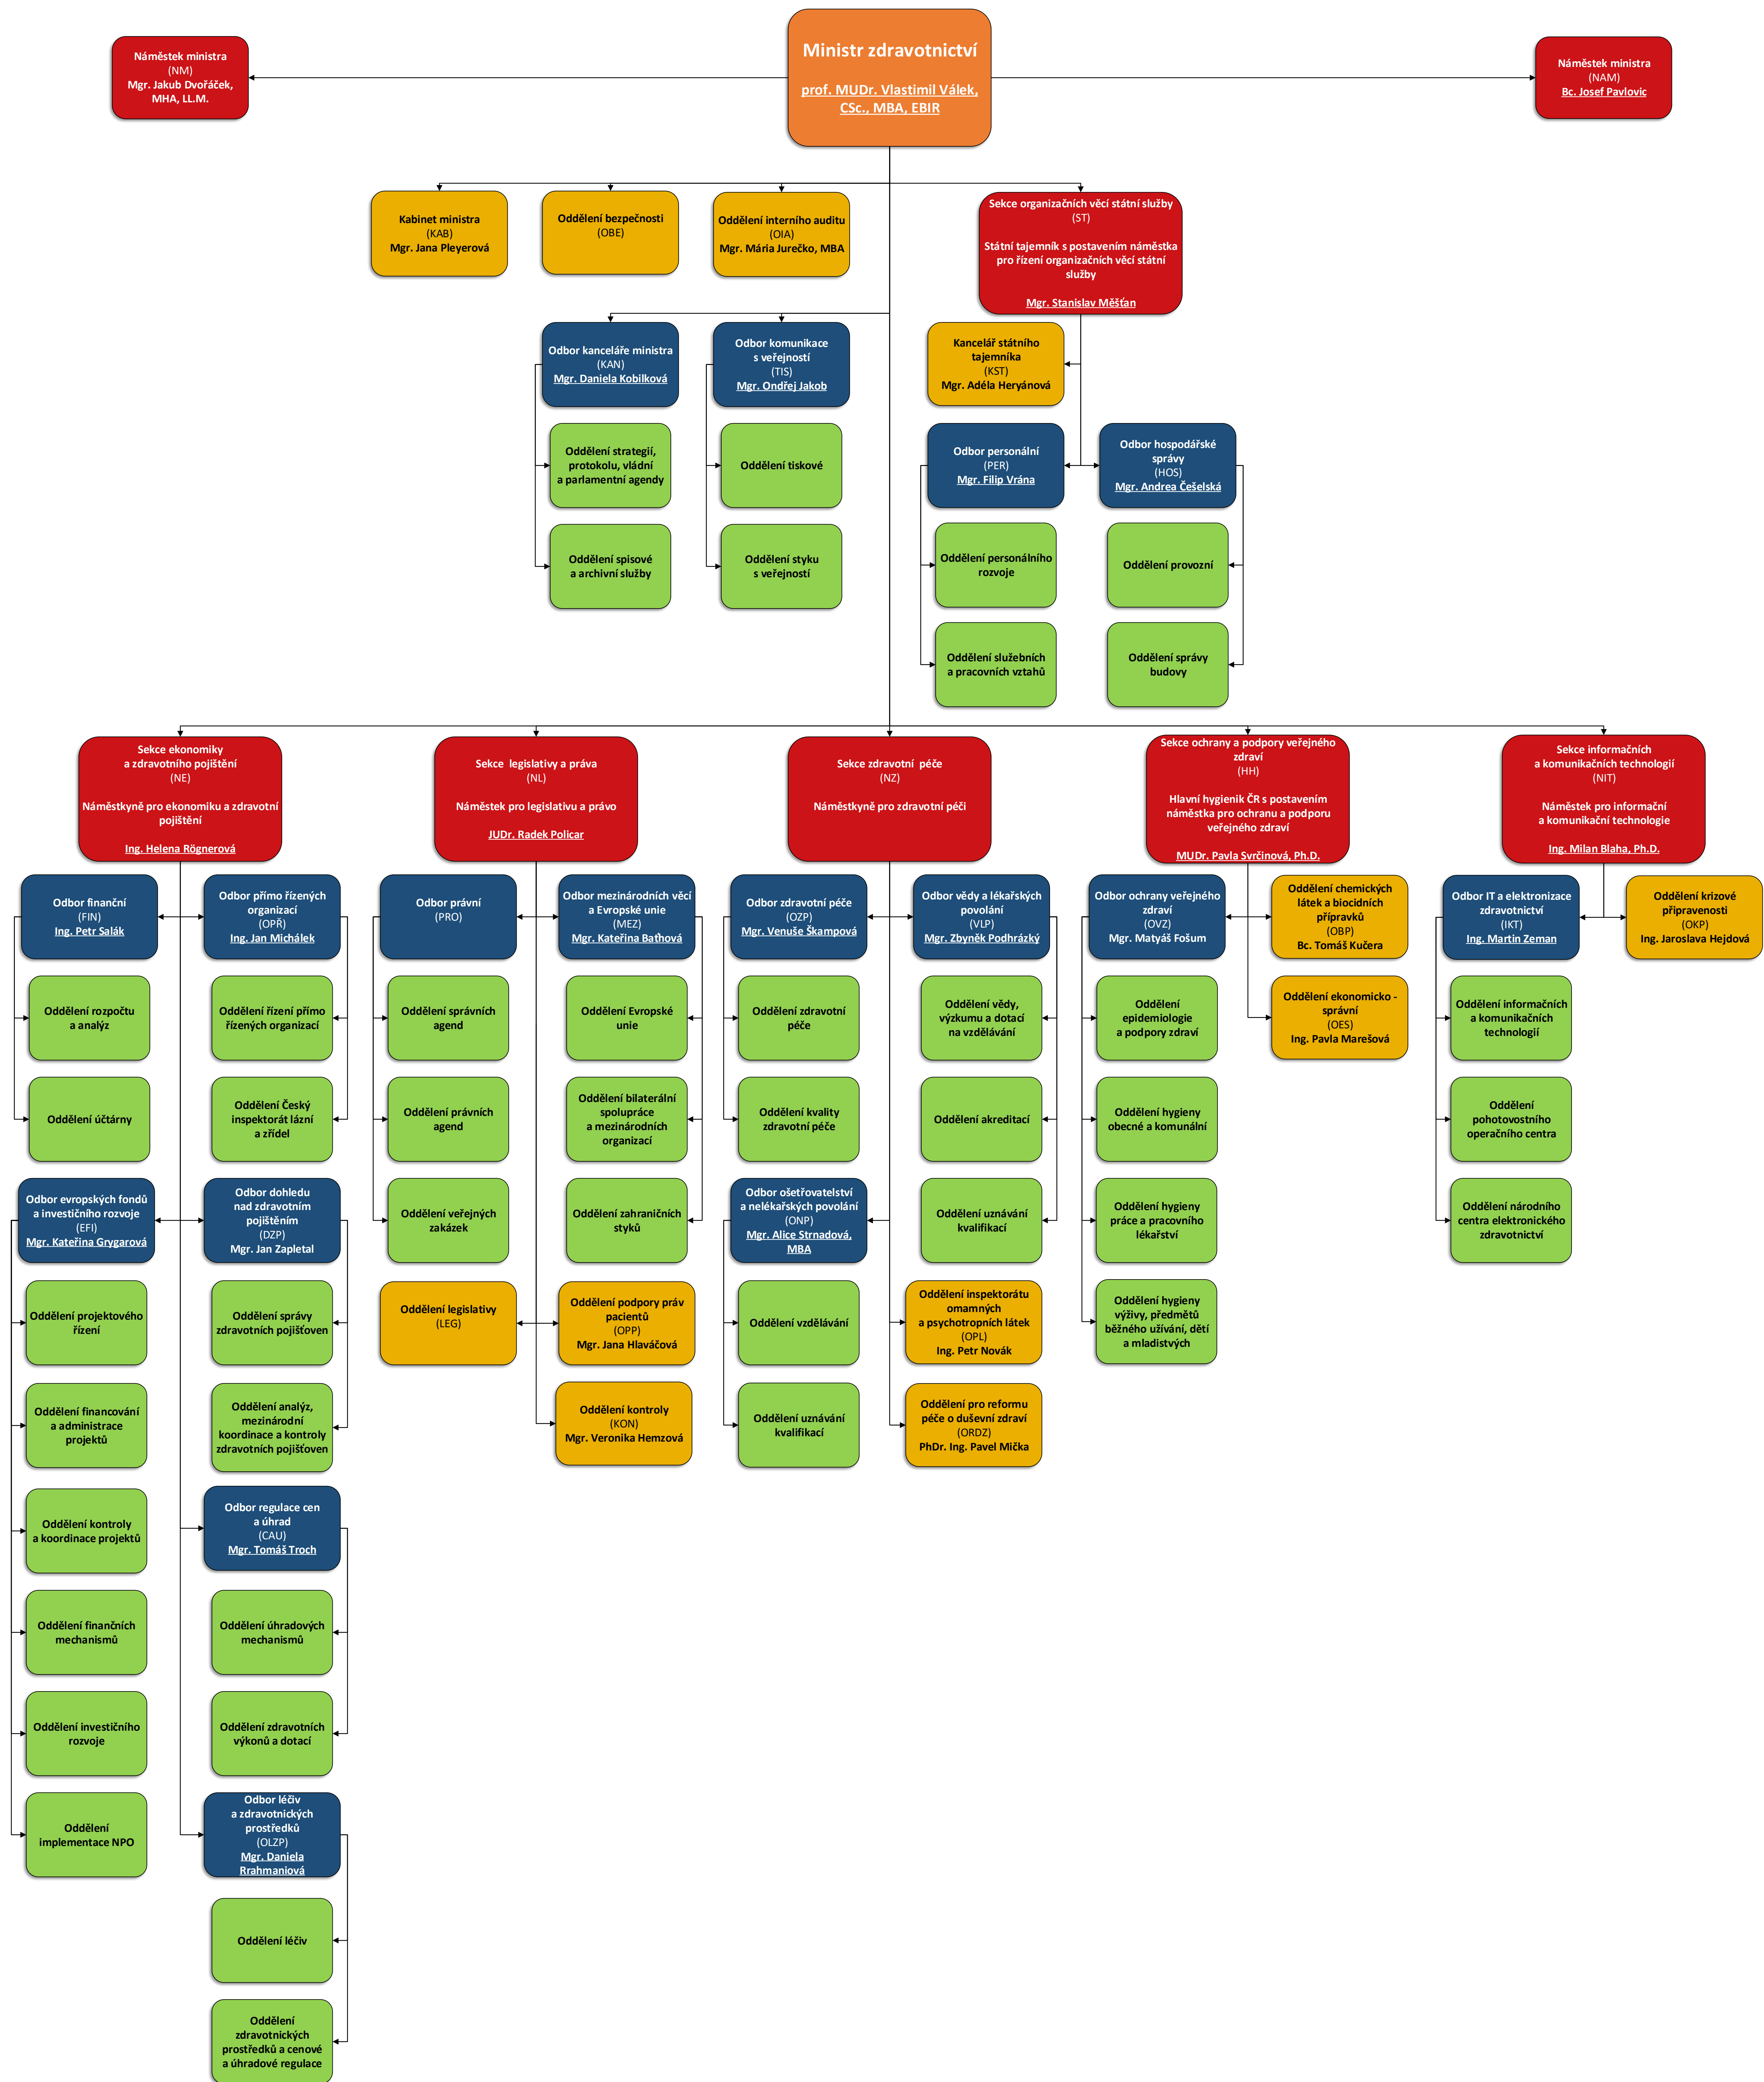 Ministr zdravotnictví
prof. MUDr. Vlastimil Válek,
CSc., MBA, EBIR
Náměstek ministra
(NM)
Mgr. Jakub Dvořáček,
MHA, LL.M.
Náměstek ministra
(NAM)
Bc. Josef Pavlovic
Kabinet ministra
(KAB)
Mgr. Jana Pleyerová
Oddělení bezpečnosti
(OBE)
Oddělení interního auditu
(OIA)
Mgr. Mária Jurečko, MBA
Sekce organizačních věcí státní služby
(ST)
Státní tajemník s postavením náměstka
pro řízení organizačních věcí státní
služby
Mgr. Stanislav Měšťan
Odbor kanceláře ministra
(KAN)
Mgr. Daniela Kobilková
Odbor komunikace
s veřejností
(TIS)
Mgr. Ondřej Jakob
Kancelář státního
tajemníka
(KST)
Mgr. Adéla Heryánová
Oddělení strategií,
protokolu, vládní
a parlamentní agendy
Oddělení tiskové
Odbor personální
(PER)
Mgr. Filip Vrána
Odbor hospodářské
správy
(HOS)
Mgr. Andrea Češelská
Oddělení spisové
a archivní služby
Oddělení styku
s veřejností
Oddělení personálního
rozvoje
Oddělení provozní
Oddělení služebních
a pracovních vztahů
Oddělení správy
budovy
Sekce ekonomiky
a zdravotního pojištění
(NE)
Náměstkyně pro ekonomiku a zdravotní
pojištění
Ing. Helena Rögnerová
Sekce  legislativy a práva
(NL)
Náměstek pro legislativu a právo
JUDr. Radek Policar
Sekce zdravotní  péče
(NZ)
Náměstkyně pro zdravotní péči
Sekce ochrany a podpory veřejného
zdraví
(HH)
Hlavní hygienik ČR s postavením
náměstka pro ochranu a podporu
veřejného zdraví
MUDr. Pavla Svrčinová, Ph.D.
Sekce informačních
a komunikačních technologií
(NIT)
Náměstek pro informační
a komunikační technologie
Ing. Milan Blaha, Ph.D.
Odbor finanční
(FIN)
Ing. Petr Salák
Odbor přímo řízených
organizací
(OPŘ)
Ing. Jan Michálek
Odbor právní
(PRO)
Odbor mezinárodních věcí
a Evropské unie
(MEZ)
Mgr. Kateřina Baťhová
Odbor zdravotní péče
(OZP)
Mgr. Venuše Škampová
Odbor vědy a lékařských
povolání
(VLP)
Mgr. Zbyněk Podhrázký
Odbor ochrany veřejného
zdraví
(OVZ)
Mgr. Matyáš Fošum
Oddělení chemických
látek a biocidních
přípravků
(OBP)
Bc. Tomáš Kučera
Odbor IT a elektronizace
zdravotnictví
(IKT)
Ing. Martin Zeman
Oddělení krizové
připravenosti
(OKP)
Ing. Jaroslava Hejdová
Oddělení rozpočtu
a analýz
Oddělení řízení přímo
řízených organizací
Oddělení správních
agend
Oddělení Evropské
unie
Oddělení zdravotní
péče
Oddělení vědy,
výzkumu a dotací
na vzdělávání
Oddělení
epidemiologie
a podpory zdraví
Oddělení ekonomicko -
správní
(OES)
Ing. Pavla Marešová
Oddělení informačních
a komunikačních
technologií
Oddělení účtárny
Oddělení Český
inspektorát lázní
a zřídel
Oddělení právních
agend
Oddělení bilaterální
spolupráce
a mezinárodních
organizací
Oddělení kvality
zdravotní péče
Oddělení akreditací
Oddělení hygieny
obecné a komunální
Oddělení
pohotovostního
operačního centra
Odbor evropských fondů
a investičního rozvoje
(EFI)
Mgr. Kateřina Grygarová
Odbor dohledu
nad zdravotním
pojištěním
(DZP)
Mgr. Jan Zapletal
Oddělení veřejných
zakázek
Oddělení zahraničních
styků
Odbor ošetřovatelství
a nelékařských povolání
(ONP)
Mgr. Alice Strnadová,
MBA
Oddělení uznávání
kvalifikací
Oddělení hygieny
práce a pracovního
lékařství
Oddělení národního
centra elektronického
zdravotnictví
Oddělení projektového
řízení
Oddělení správy
zdravotních pojišťoven
Oddělení legislativy
(LEG)
Oddělení podpory práv
pacientů
(OPP)
Mgr. Jana Hlaváčová
Oddělení vzdělávání
Oddělení inspektorátu
omamných
a psychotropních látek
(OPL)
Ing. Petr Novák
Oddělení hygieny
výživy, předmětů
běžného užívání, dětí
a mladistvých
Oddělení financování
a administrace
projektů
Oddělení analýz,
mezinárodní
koordinace a kontroly
zdravotních pojišťoven
Oddělení kontroly
(KON)
Mgr. Veronika Hemzová
Oddělení uznávání
kvalifikací
Oddělení pro reformu
péče o duševní zdraví
(ORDZ)
PhDr. Ing. Pavel Mička
Oddělení kontroly
a koordinace projektů
Odbor regulace cen
a úhrad
(CAU)
Mgr. Tomáš Troch
Oddělení finančních
mechanismů
Oddělení úhradových
mechanismů
Oddělení investičního
rozvoje
Oddělení zdravotních
výkonů a dotací
Oddělení
implementace NPO
Odbor léčiv
a zdravotnických
prostředků
(OLZP)
Mgr. Daniela
Rrahmaniová
Oddělení léčiv
Oddělení
zdravotnických
prostředků a cenové
a úhradové regulace